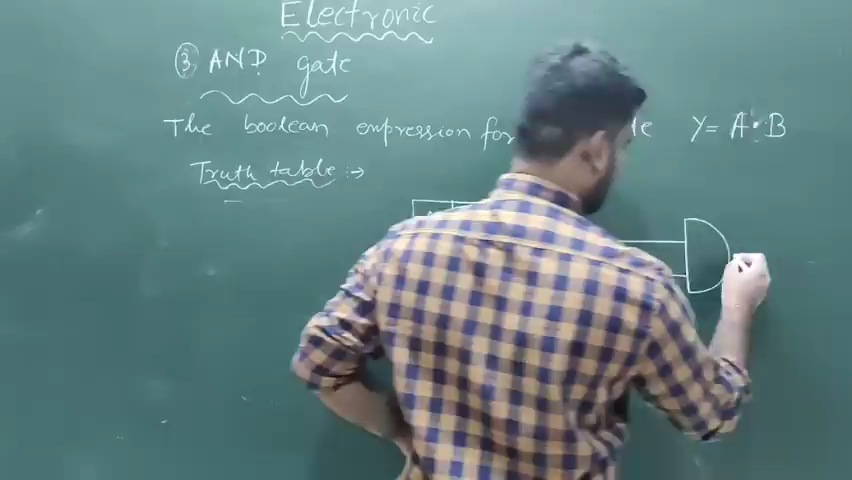 Electronic
③ AND gate
The boolean expression for Y = A · B
Truth table :→